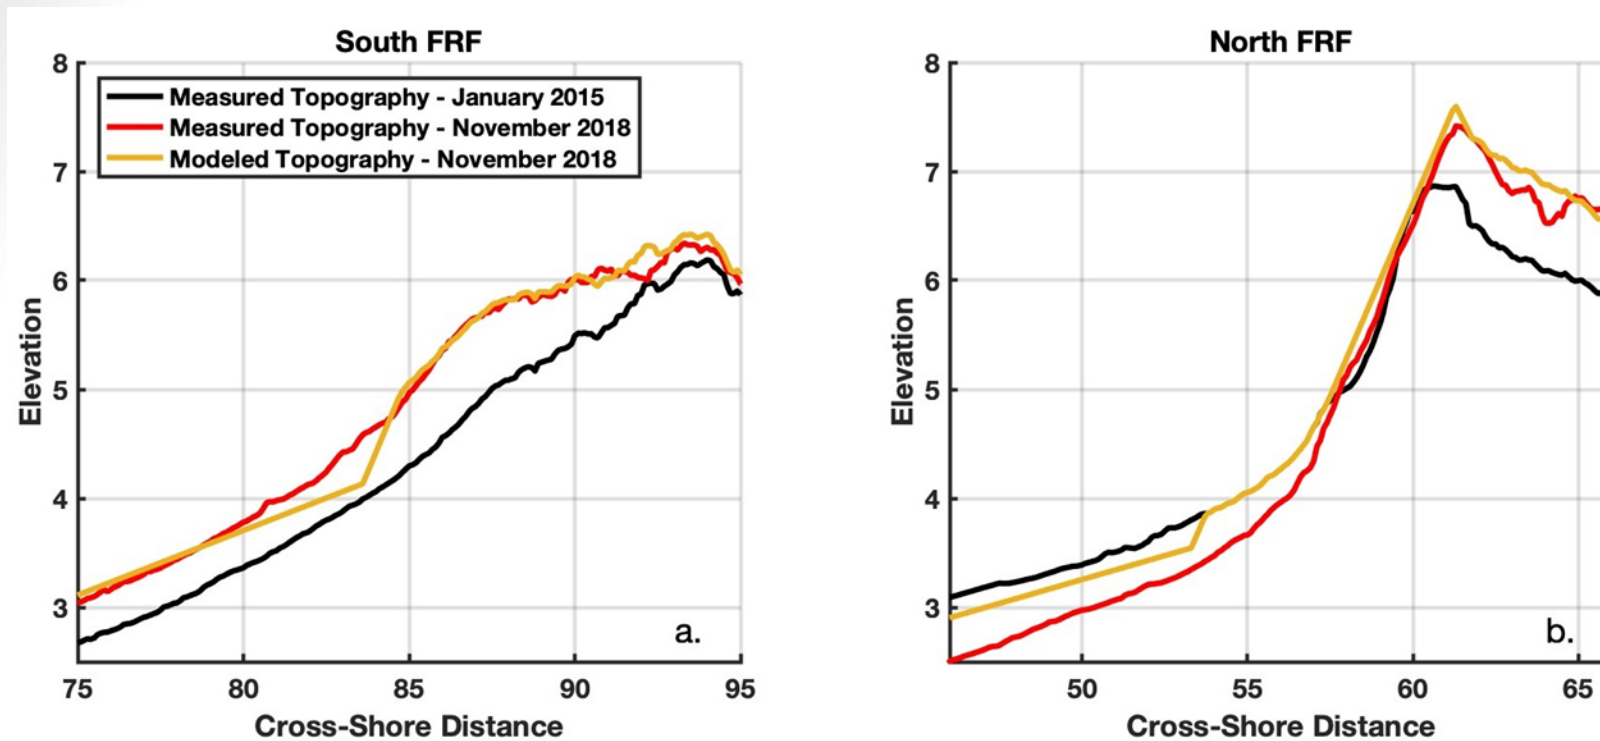 South FRF
8
7
6
5
4
3
Elevation
Measured Topography - January 2015
Measured Topography - November 2018
Modeled Topography - November 2018
a.
75 80 85 90 95
Cross-Shore Distance
North FRF
8
7
6
5
4
3
Elevation
b.
50 55 60 65
Cross-Shore Distance